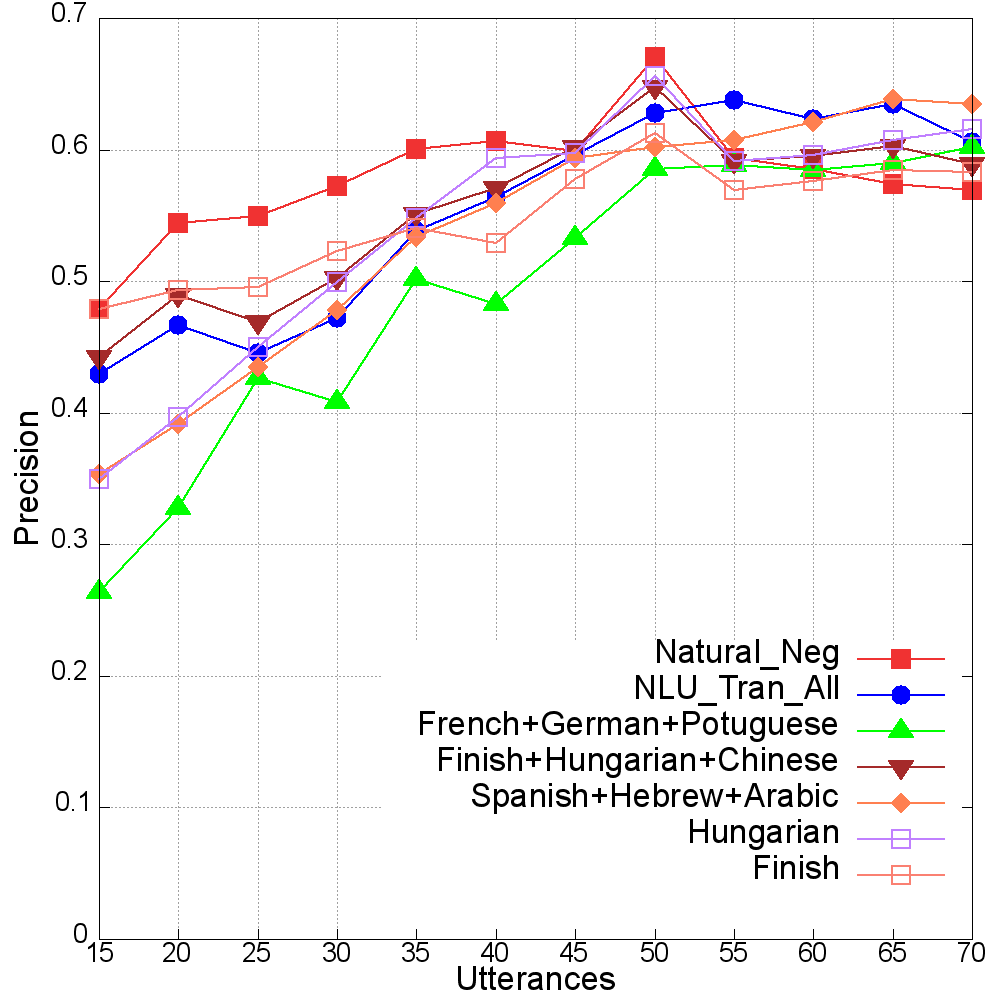 0.7
0.6
0.5
0.4
0.3
0.2
0.1
0
Precision
Natural_Neg
NLU_Tran_All
French+German+Potuguese
Finish+Hungarian+Chinese
Spanish+Hebrew+Arabic
Hungarian
Finish
15 20 25 30 35 40 45 50 55 60 65 70
Utterances